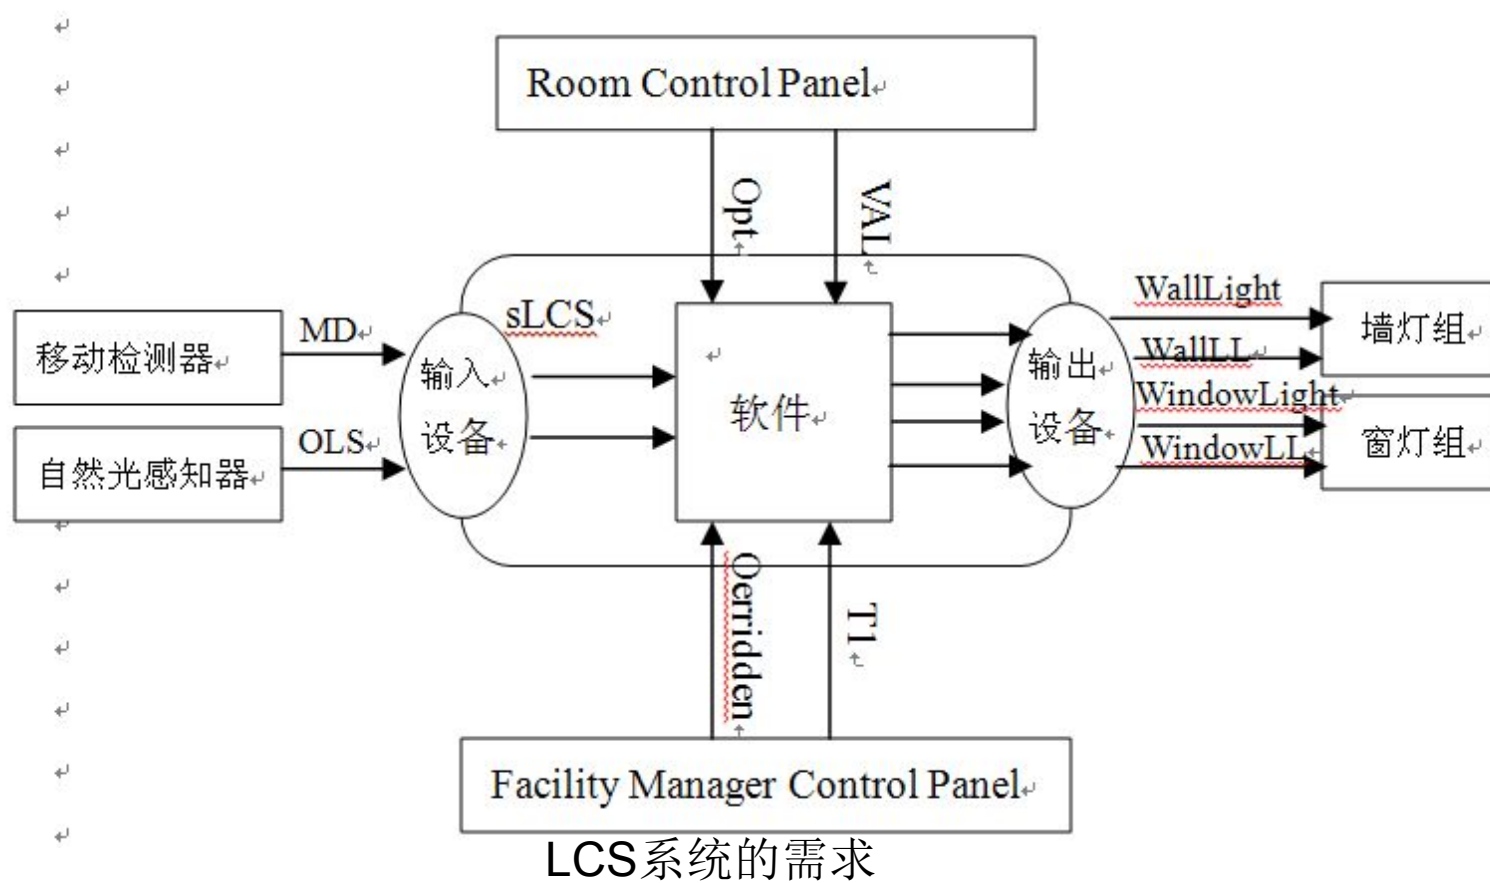 Room Control Panel
Opt
VAL
移动检测器
MD
自然光感知器
OLS
输入
设备
sLCS
软件
输出
设备
WallLight
WallLL
WindowLight
WindowLL
墙灯组
窗灯组
Oerridden
T1
Facility Manager Control Panel
LCS系统的需求